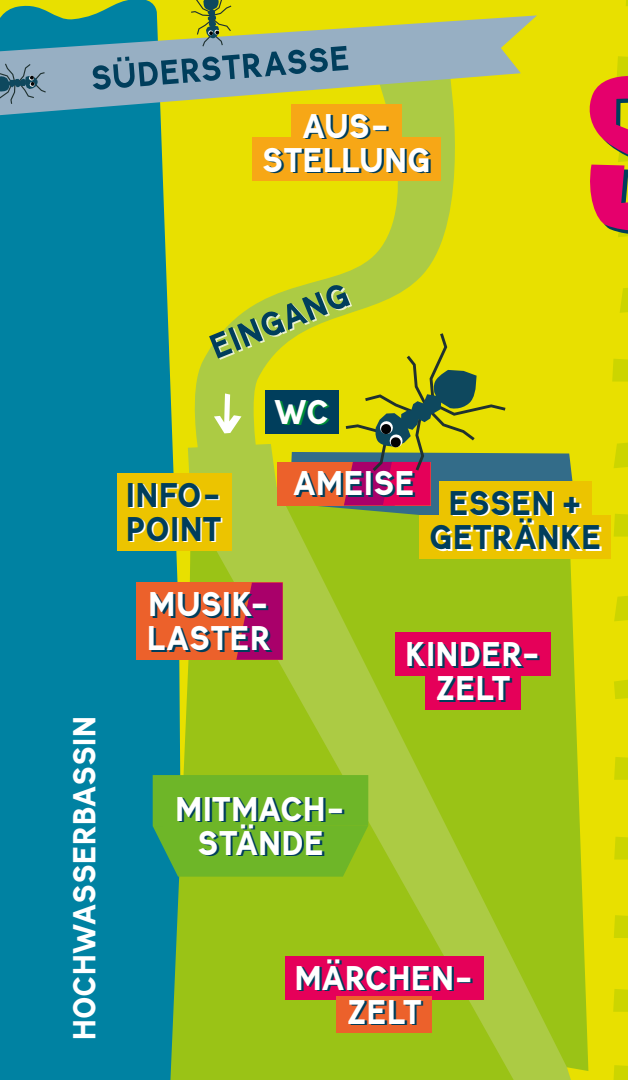 SÜDERSTRASSE
AUS-
STELLUNG
EINGANG
WC
AMEISE
INFO-
POINT
ESSEN +
GETRÄNKE
MUSIK-
LASTER
KINDER-
ZELT
MITMACH-
STÄNDE
HOCHWASSERBASSIN
MÄRCHEN-
ZELT